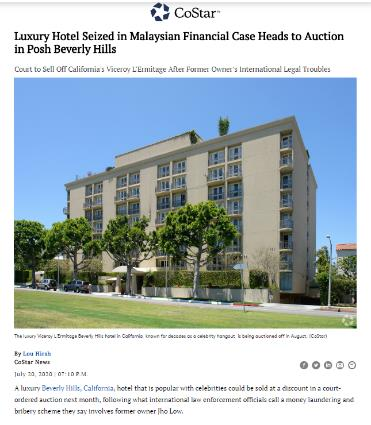 CoStar™
Luxury Hotel Seized in Malaysian Financial Case Heads to Auction
in Posh Beverly Hills
Court to Sell Off California's Viceroy L'Ermitage After Former Owner's International Legal Troubles
The luxury Viceroy L'Ermitage Beverly Hills hotel in California, known for decades as a celebrity hangout, is being auctioned off in August. (CoStar)
By Lou Hirsh
CoStar News
July 20, 2020 | 07:10 P.M.
A luxury Beverly Hills, California, hotel that is popular with celebrities could be sold at a discount in a court-
ordered auction next month, following what international law enforcement officials call a money laundering and
bribery scheme they say involves former owner Jho Low.